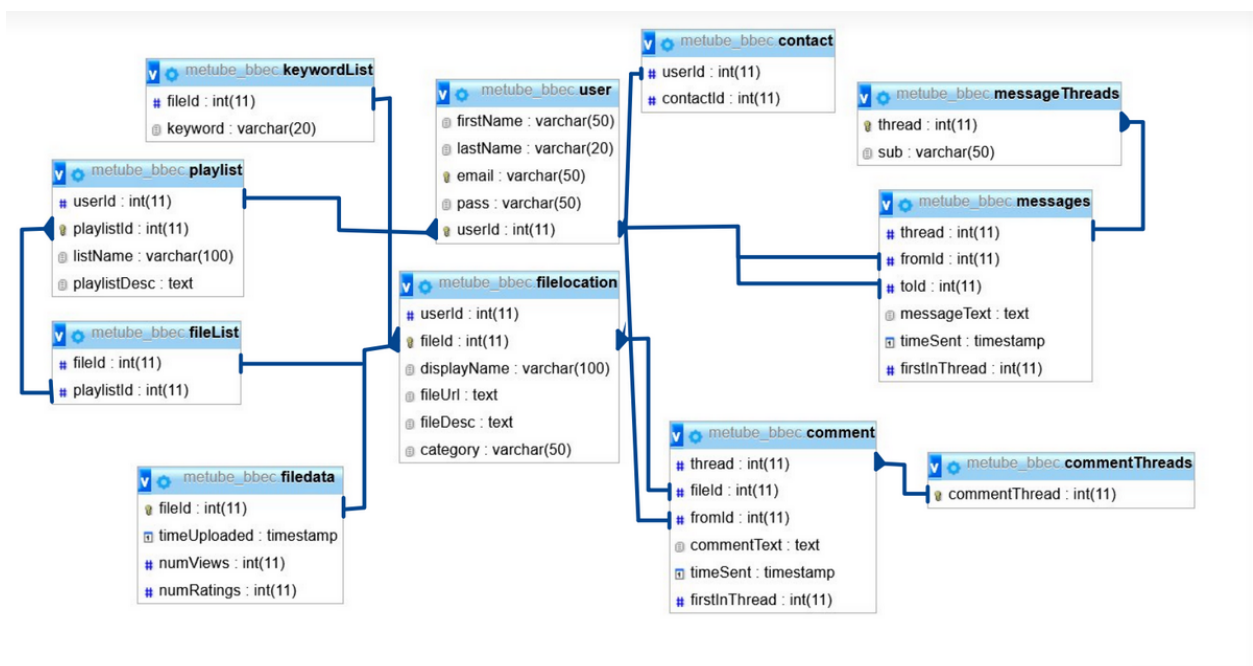 metube_bbec keywordList
# fileId : int(11)
keyword : varchar(20)
metube_bbec playlist
# userId : int(11)
playlistId : int(11)
listName : varchar(100)
playlistDesc : text
metube_bbec fileList
# fileId : int(11)
# playlistId : int(11)
metube_bbec filedata
fileId : int(11)
timeUploaded : timestamp
# numViews : int(11)
# numRatings : int(11)
metube_bbec user
firstName : varchar(50)
lastName : varchar(20)
email : varchar(50)
pass : varchar(50)
userId : int(11)
metube_bbec filelocation
# userId : int(11)
fileId : int(11)
displayName : varchar(100)
fileUrl : text
fileDesc : text
category : varchar(50)
metube_bbec contact
# userId : int(11)
# contactId : int(11)
metube_bbec messageThreads
thread : int(11)
sub : varchar(50)
metube_bbec messages
# thread : int(11)
# fromId : int(11)
# toId : int(11)
messageText : text
timeSent : timestamp
# firstInThread : int(11)
metube_bbec comment
# thread : int(11)
# fileId : int(11)
# fromId : int(11)
commentText : text
timeSent : timestamp
# firstInThread : int(11)
metube_bbec commentThreads
commentThread : int(11)